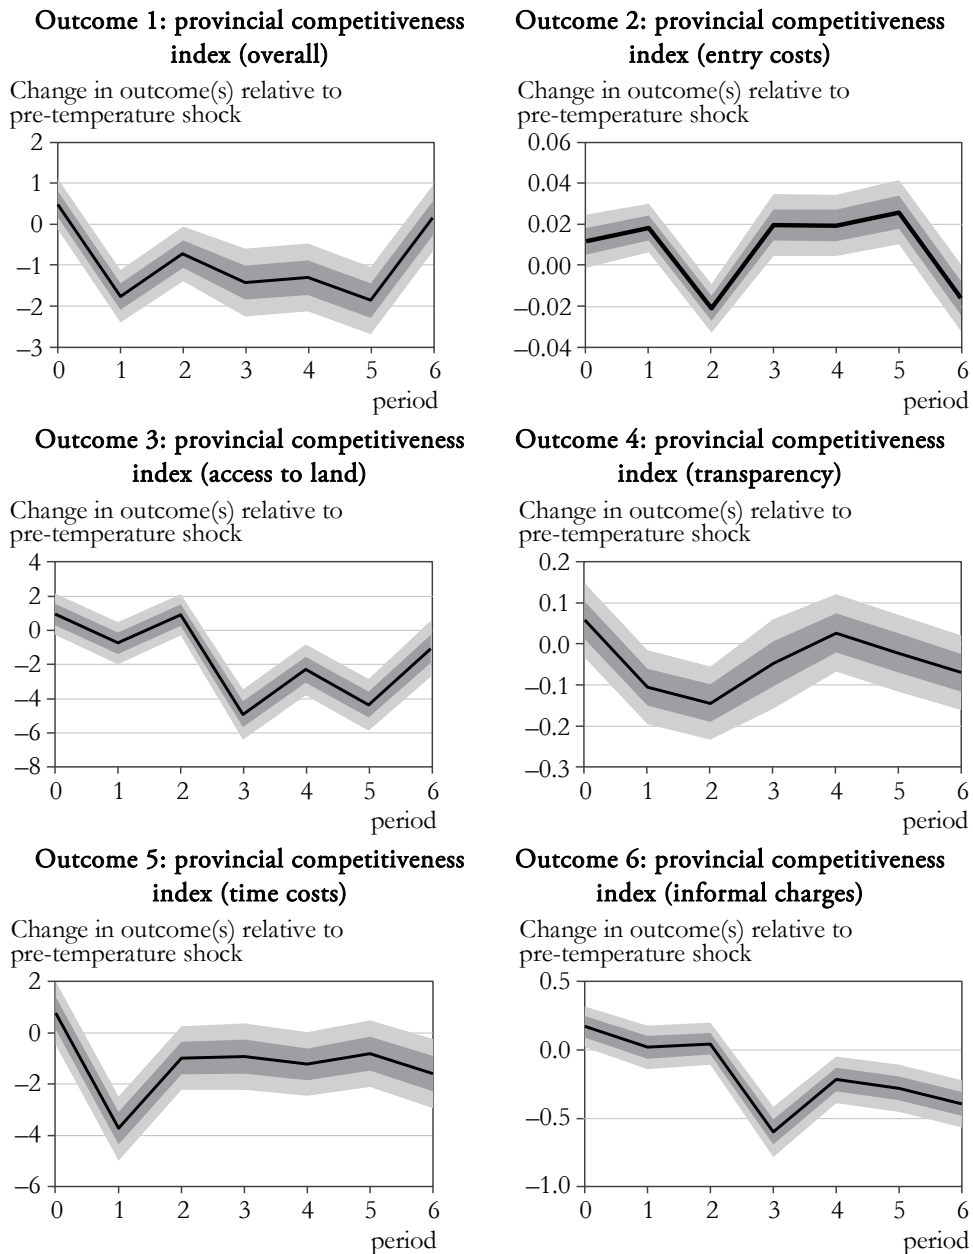 Outcome 1: provincial competitiveness
index (overall)
Change in outcome(s) relative to
pre-temperature shock
2
1
0
–1
–2
–3
0 1 2 3 4 5 6
period
Outcome 2: provincial competitiveness
index (entry costs)
Change in outcome(s) relative to
pre-temperature shock
0.06
0.04
0.02
0.00
–0.02
–0.04
0 1 2 3 4 5 6
period
Outcome 3: provincial competitiveness
index (access to land)
Change in outcome(s) relative to
pre-temperature shock
4
2
0
–2
–4
–6
–8
0 1 2 3 4 5 6
period
Outcome 4: provincial competitiveness
index (transparency)
Change in outcome(s) relative to
pre-temperature shock
0.2
0.1
0.0
–0.1
–0.2
–0.3
0 1 2 3 4 5 6
period
Outcome 5: provincial competitiveness
index (time costs)
Change in outcome(s) relative to
pre-temperature shock
2
0
–2
–4
–6
0 1 2 3 4 5 6
period
Outcome 6: provincial competitiveness
index (informal charges)
Change in outcome(s) relative to
pre-temperature shock
0.5
0.0
–0.5
–1.0
0 1 2 3 4 5 6
period